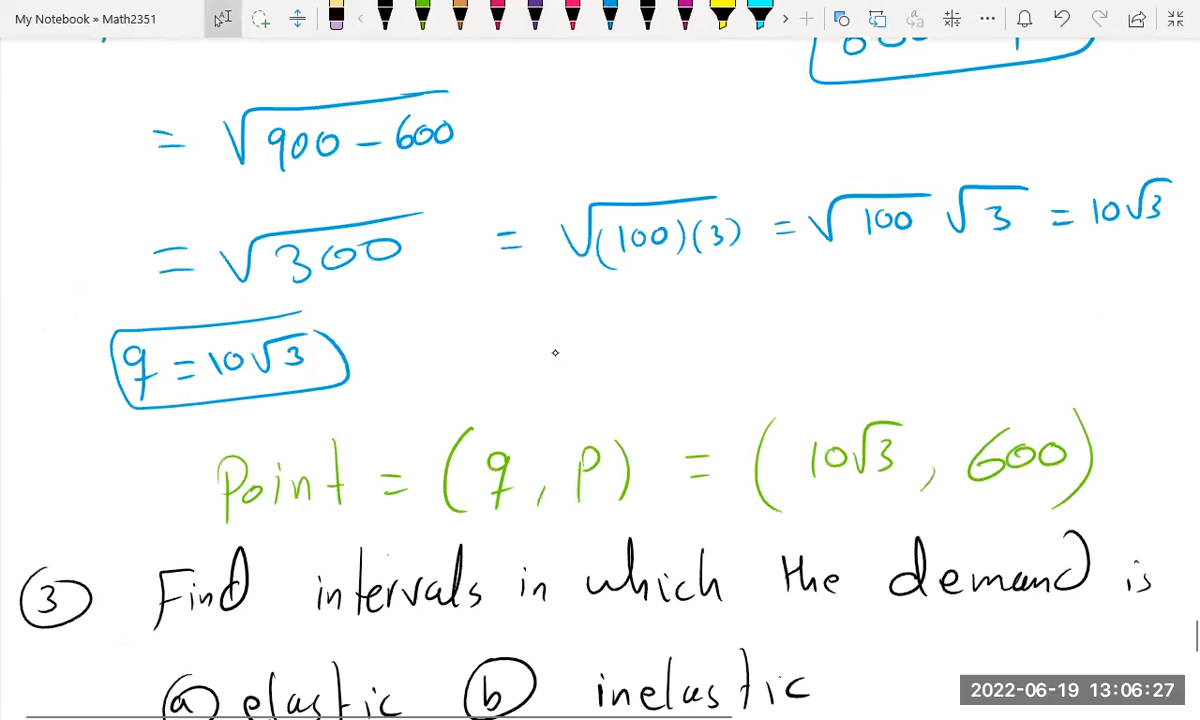 My Notebook » Math2351
= √900 - 600
= √300 = √(100)(3) = √100 √3 = 10√3
q = 10√3
Point = (q, p) = (10√3, 600)
③ Find intervals in which the demand is
ⓐ elastic ⓑ inelastic
2022-06-19 13:06:27